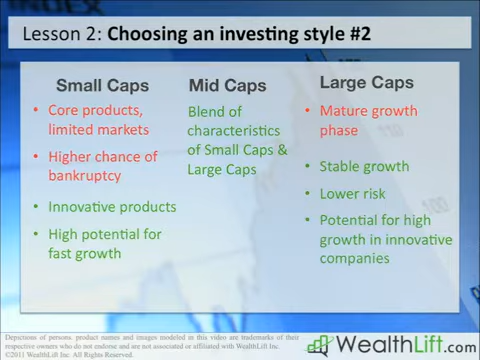 Lesson 2: Choosing an investing style #2
Small Caps
Core products,
limited markets
Higher chance of
bankruptcy
Innovative products
High potential for
fast growth
Mid Caps
Blend of
characteristics
of Small Caps &
Large Caps
Large Caps
Mature growth
phase
Stable growth
Lower risk
Potential for high
growth in innovative
companies
Depictions of persons, product names and images modeled in this video are trademarks of their
respective owners who do not endorse and are not associated or affiliated with WealthLift Inc.
©2011 WealthLift Inc. All Rights Reserved.
WealthLift.com